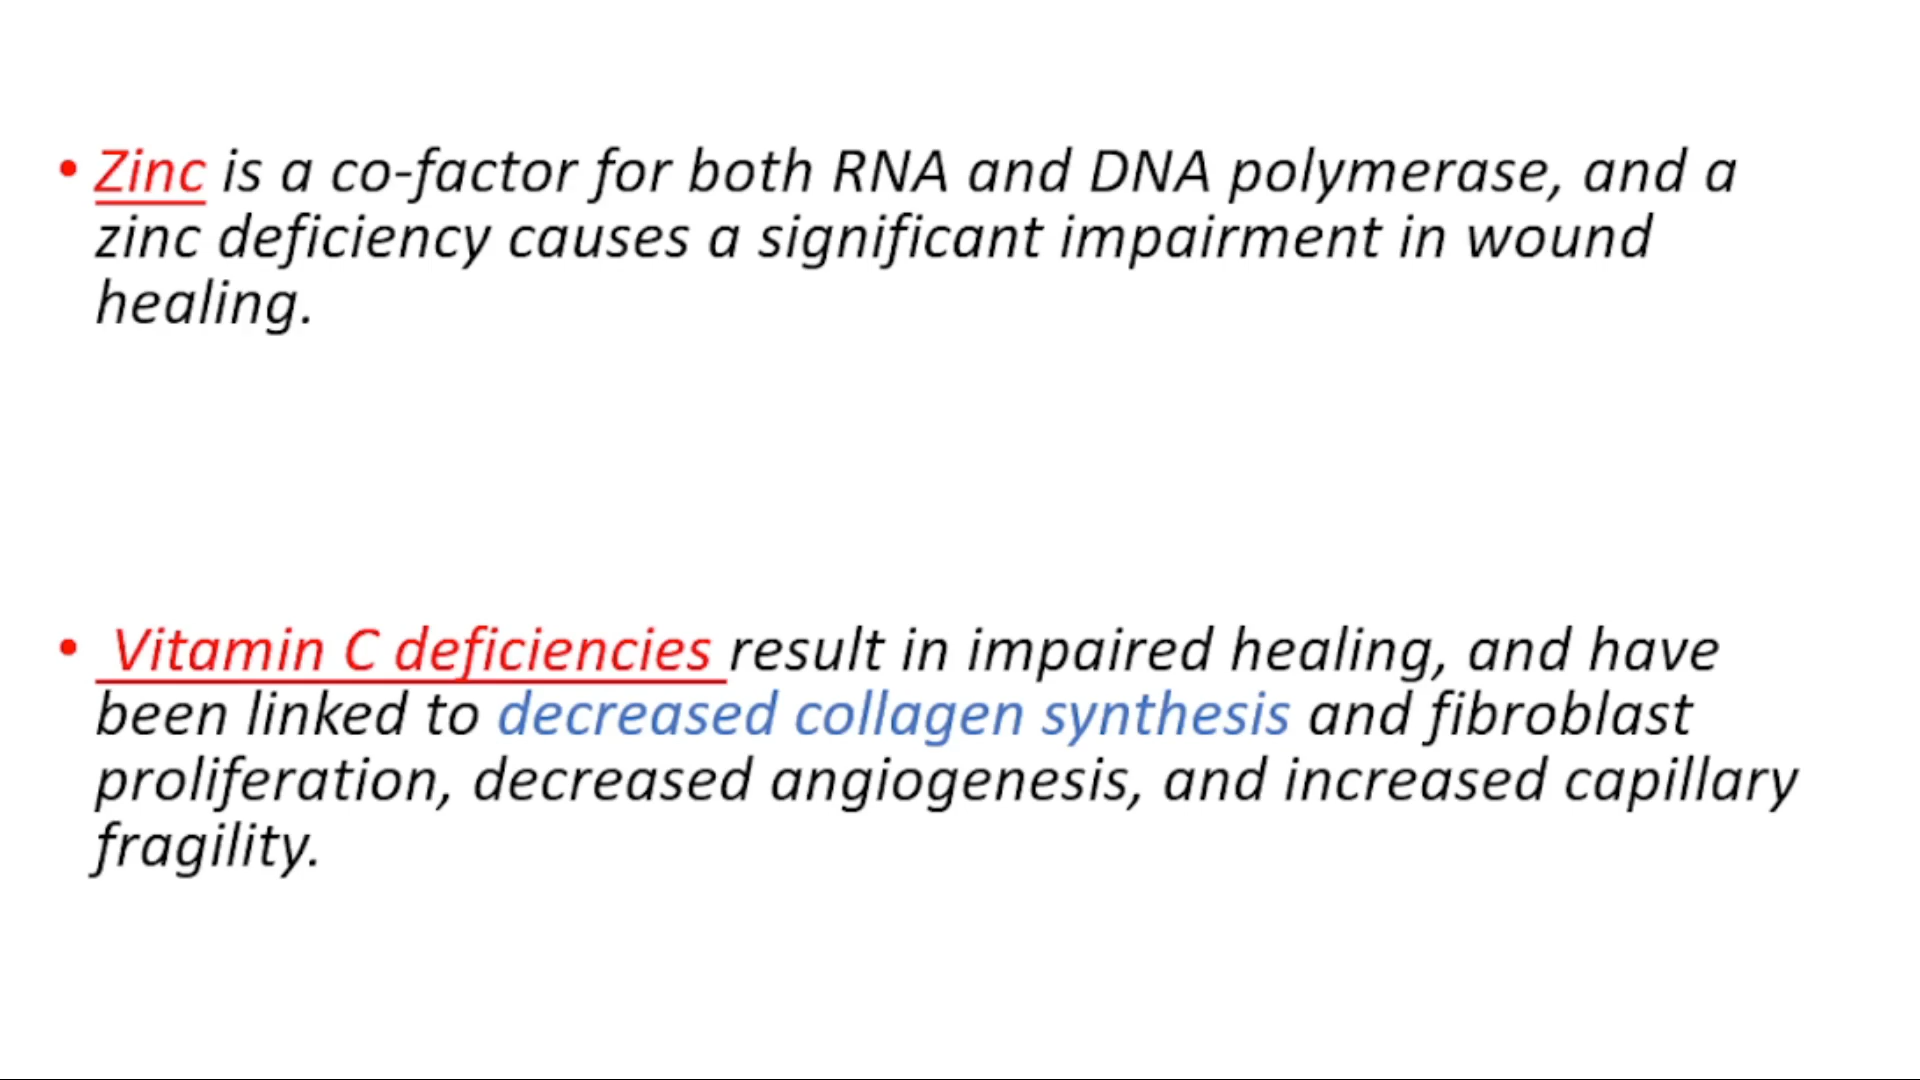 • Zinc is a co-factor for both RNA and DNA polymerase, and a
zinc deficiency causes a significant impairment in wound
healing.
• Vitamin C deficiencies result in impaired healing, and have
been linked to decreased collagen synthesis and fibroblast
proliferation, decreased angiogenesis, and increased capillary
fragility.